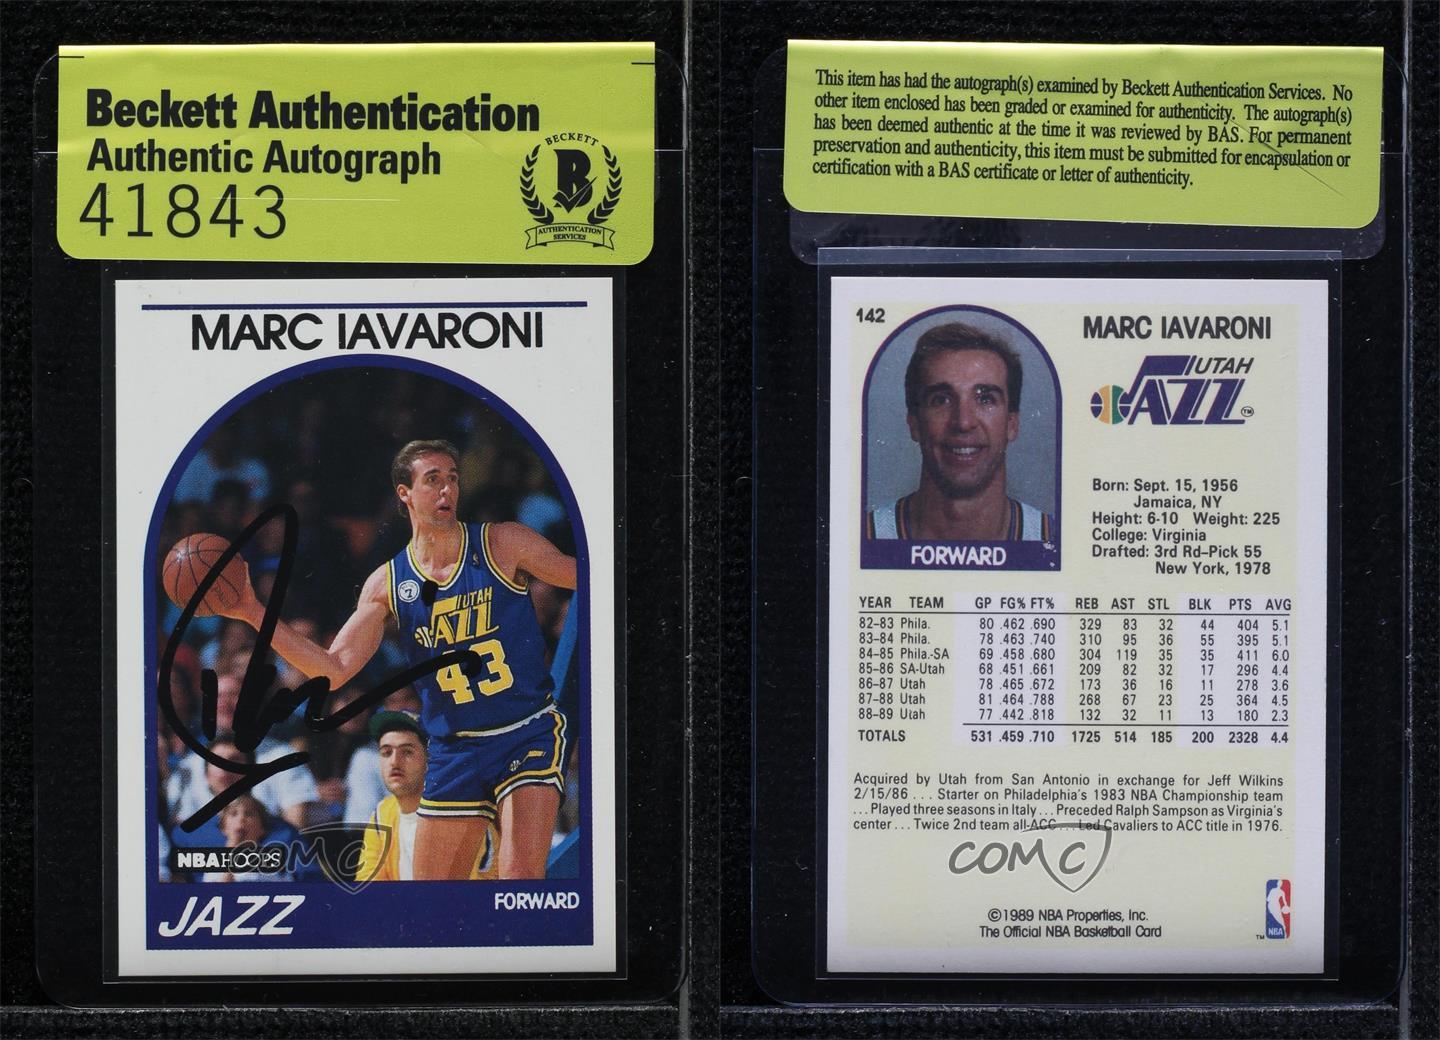 Beckett Authentication
Authentic Autograph
41843
BECKETT
B
AUTHENTICATION
SERVICES
MARC IAVARONI
UTAH
JAZZ
43
NBA HOOPS
COMC
JAZZ
FORWARD
This item has had the autograph(s) examined by Beckett Authentication Services. No
other item enclosed has been graded or examined for authenticity. The autograph(s)
has been deemed authentic at the time it was reviewed by BAS. For permanent
preservation and authenticity, this item must be submitted for encapsulation or
certification with a BAS certificate or letter of authenticity.
142
MARC IAVARONI
UTAH
JAZZ TM
FORWARD
Born: Sept. 15, 1956
Jamaica, NY
Height: 6-10 Weight: 225
College: Virginia
Drafted: 3rd Rd-Pick 55
New York, 1978
YEAR TEAM GP FG% FT% REB AST STL BLK PTS AVG
82-83 Phila. 80 .462 .690 329 83 32 44 404 5.1
83-84 Phila. 78 .463 .740 310 95 36 55 395 5.1
84-85 Phila.-SA 69 .458 .680 304 119 35 35 411 6.0
85-86 SA-Utah 68 .451 .661 209 82 32 17 296 4.4
86-87 Utah 78 .465 .672 173 36 16 11 278 3.6
87-88 Utah 81 .464 .788 268 67 23 25 364 4.5
88-89 Utah 77 .442 .818 132 32 11 13 180 2.3
TOTALS 531 .459 .710 1725 514 185 200 2328 4.4
Acquired by Utah from San Antonio in exchange for Jeff Wilkins
2/15/86 . . . Starter on Philadelphia's 1983 NBA Championship team
. . . Played three seasons in Italy . . . Preceded Ralph Sampson as Virginia's
center . . . Twice 2nd team all-ACC . . . Led Cavaliers to ACC title in 1976.
COMC
©1989 NBA Properties, Inc.
The Official NBA Basketball Card
TM NBA